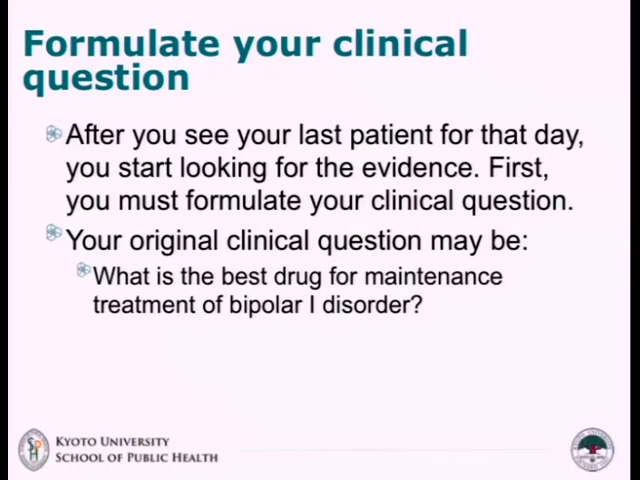 Formulate your clinical
question
After you see your last patient for that day,
you start looking for the evidence. First,
you must formulate your clinical question.
Your original clinical question may be:
What is the best drug for maintenance
treatment of bipolar I disorder?
KYOTO UNIVERSITY
SCHOOL OF PUBLIC HEALTH